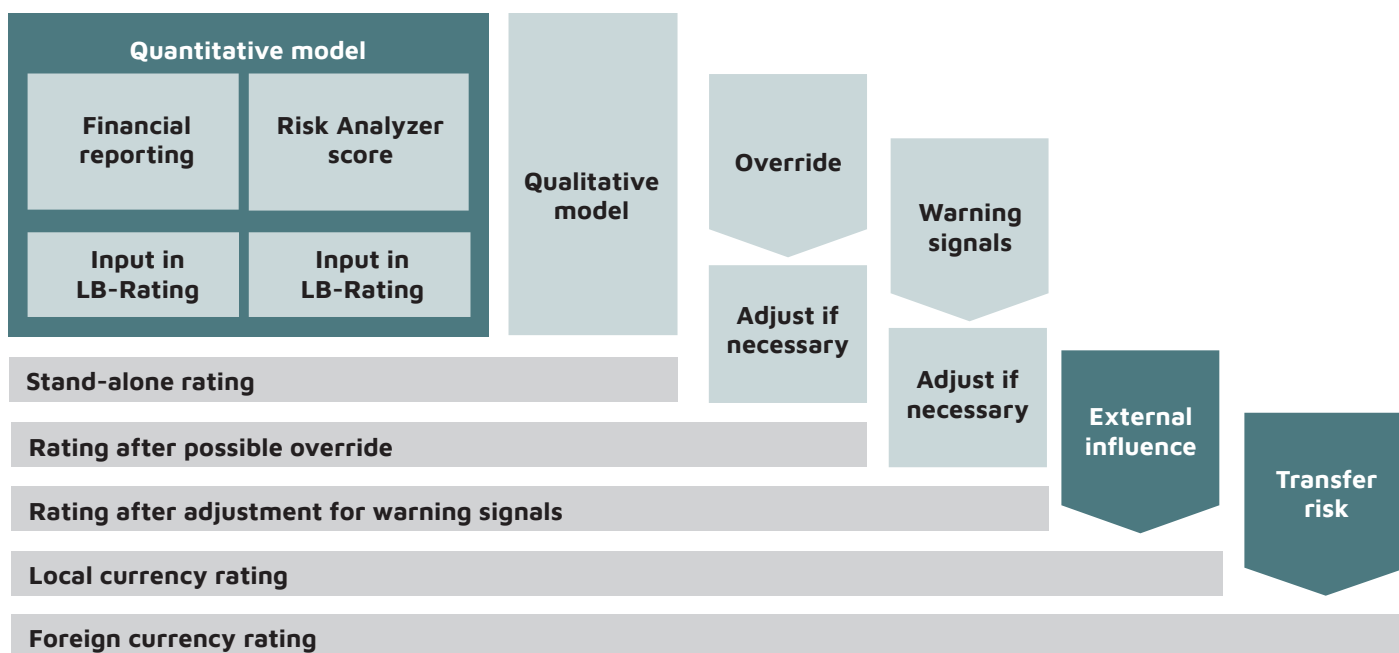 Quantitative model
Financial
reporting
Risk Analyzer
score
Input in
LB-Rating
Input in
LB-Rating
Qualitative
model
Override
Adjust if
necessary
Warning
signals
Adjust if
necessary
External
influence
Transfer
risk
Stand-alone rating
Rating after possible override
Rating after adjustment for warning signals
Local currency rating
Foreign currency rating